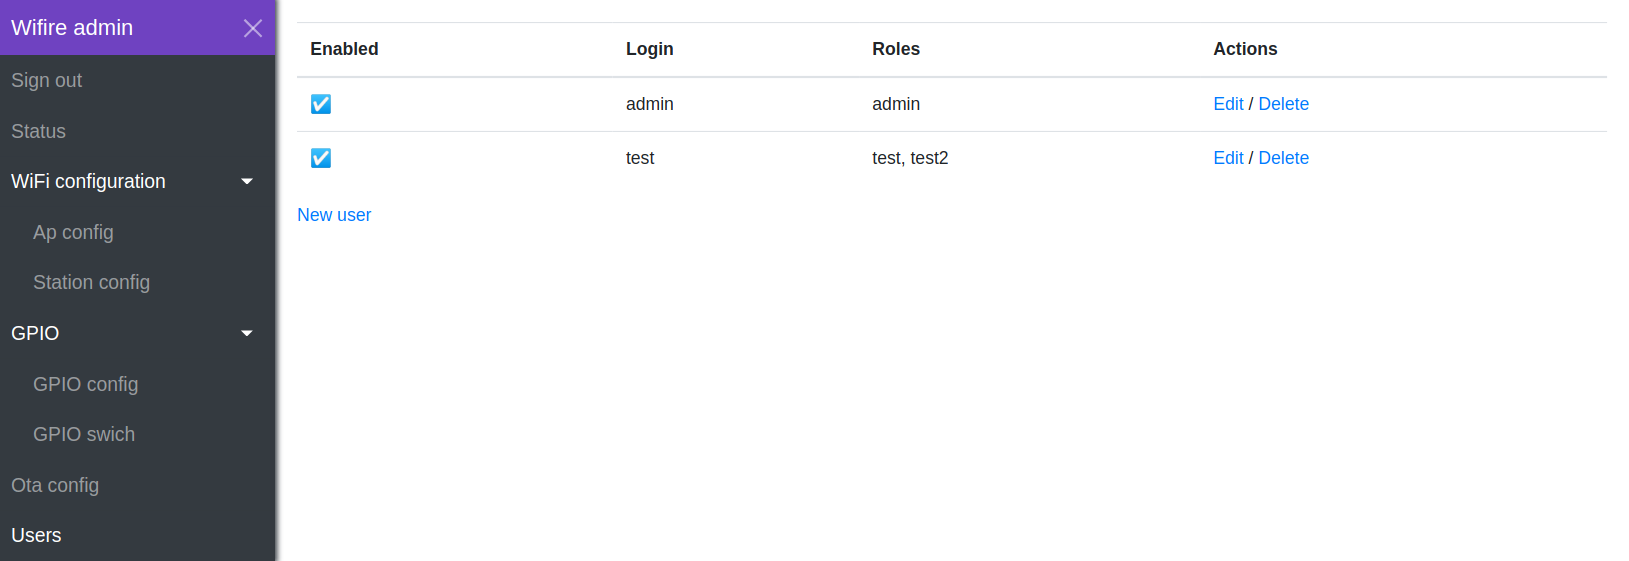 Wifire admin
Sign out
Status
WiFi configuration
Ap config
Station config
GPIO
GPIO config
GPIO swich
Ota config
Users
Enabled Login Roles Actions
admin admin Edit / Delete
test test, test2 Edit / Delete
New user